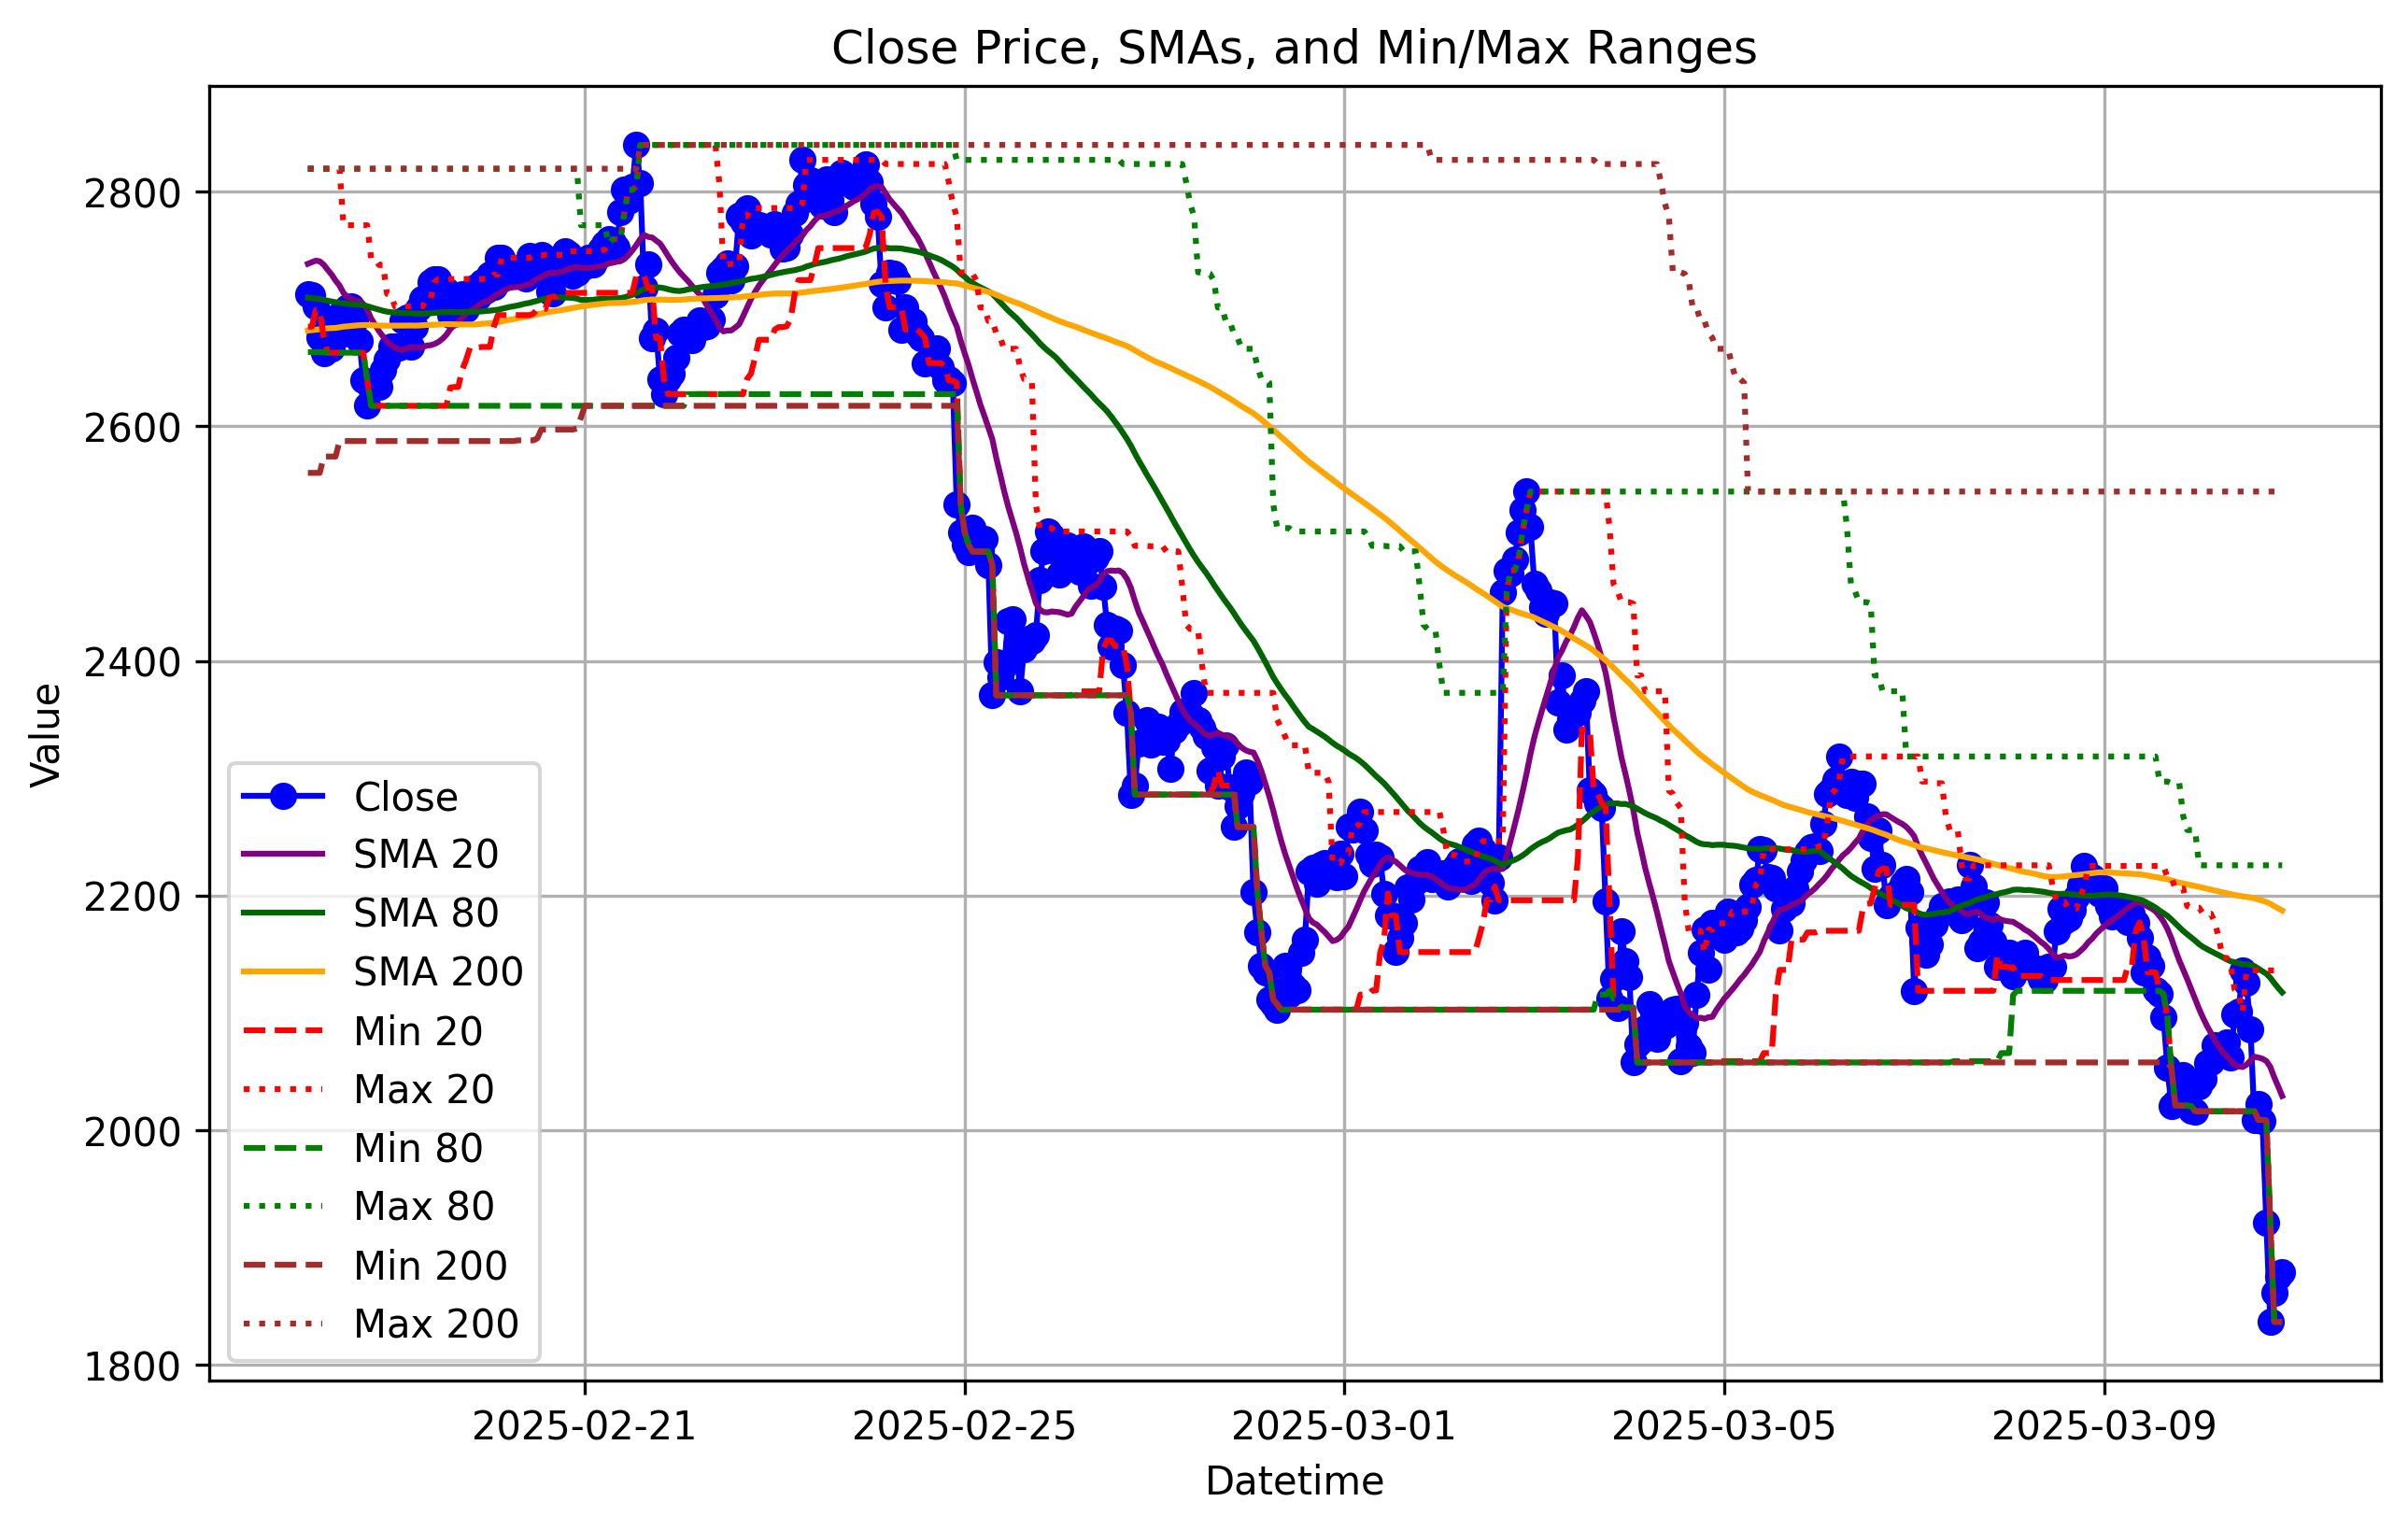 Close Price, SMAs, and Min/Max Ranges
Value
2800
2600
2400
2200
2000
1800
Close
SMA 20
SMA 80
SMA 200
Min 20
Max 20
Min 80
Max 80
Min 200
Max 200
2025-02-21
2025-02-25
2025-03-01
2025-03-05
2025-03-09
Datetime